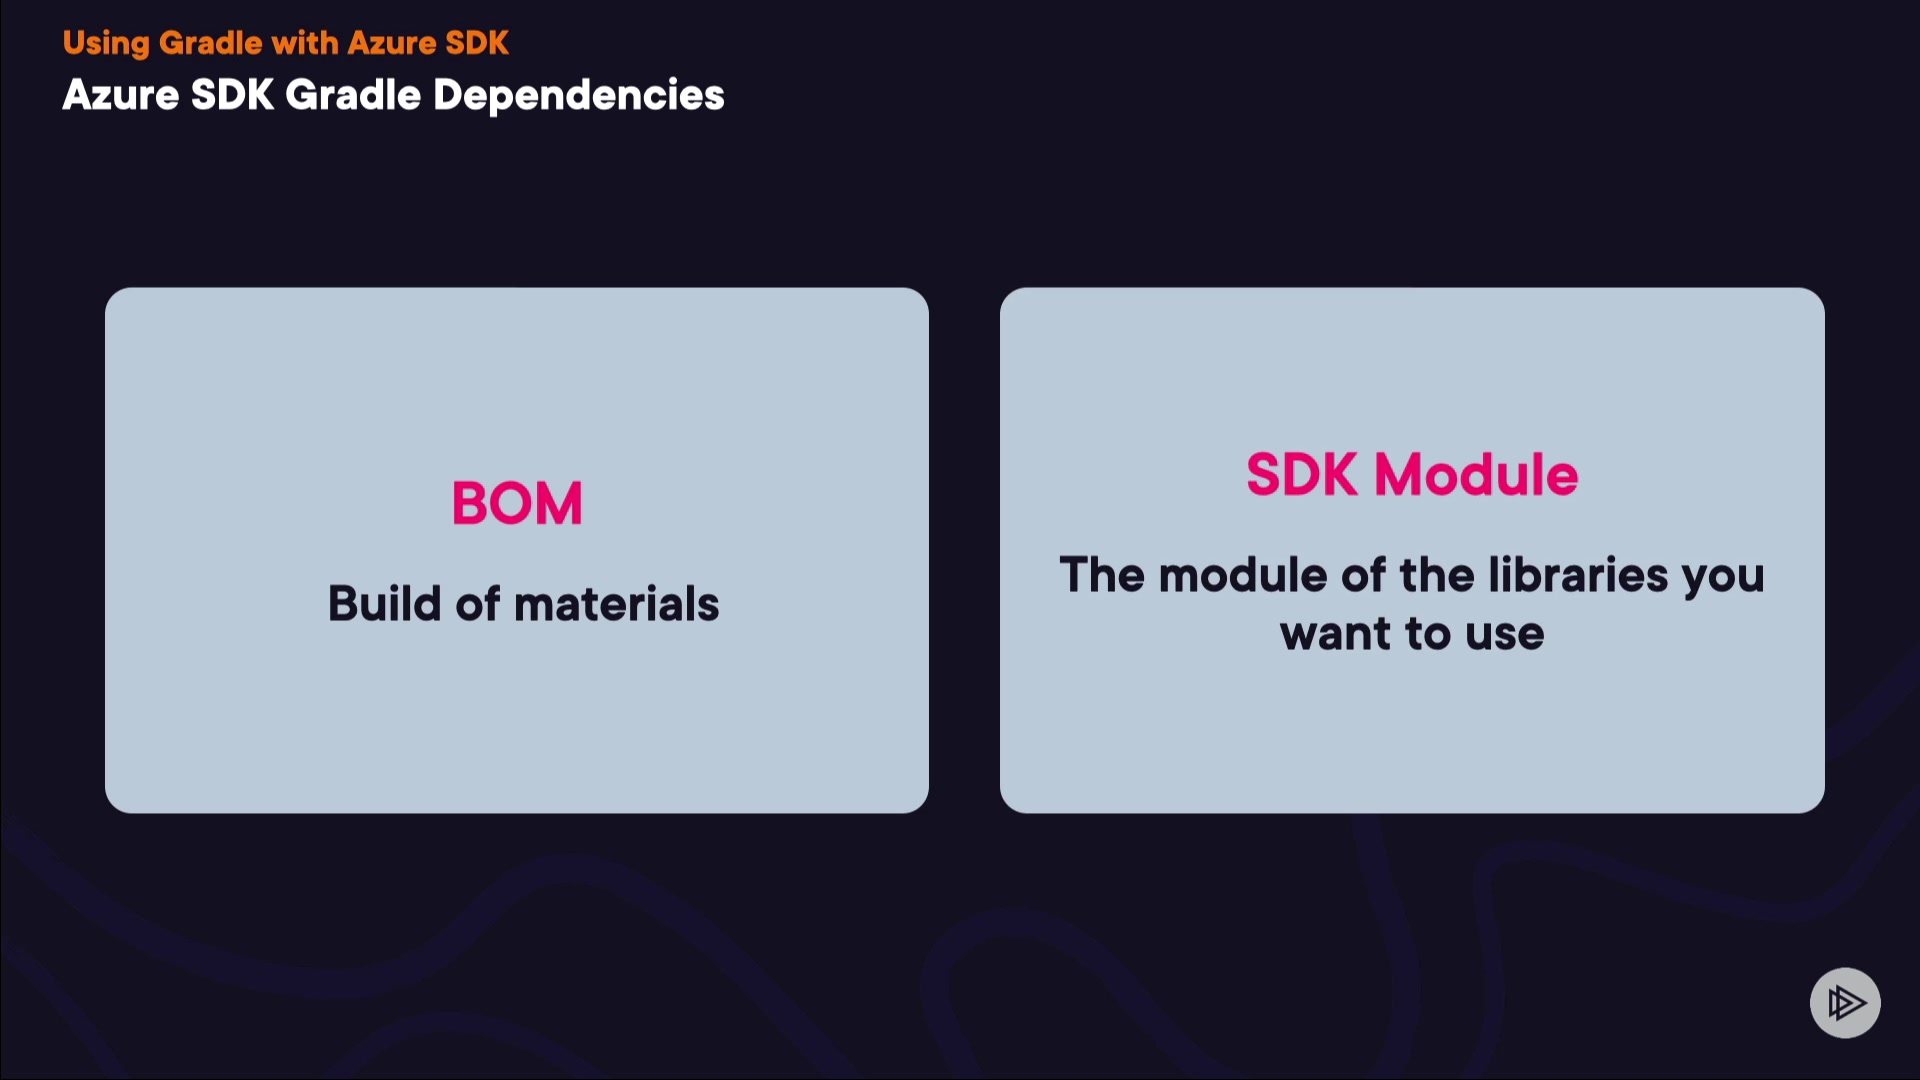 Using Gradle with Azure SDK
Azure SDK Gradle Dependencies
BOM
Build of materials
SDK Module
The module of the libraries you
want to use